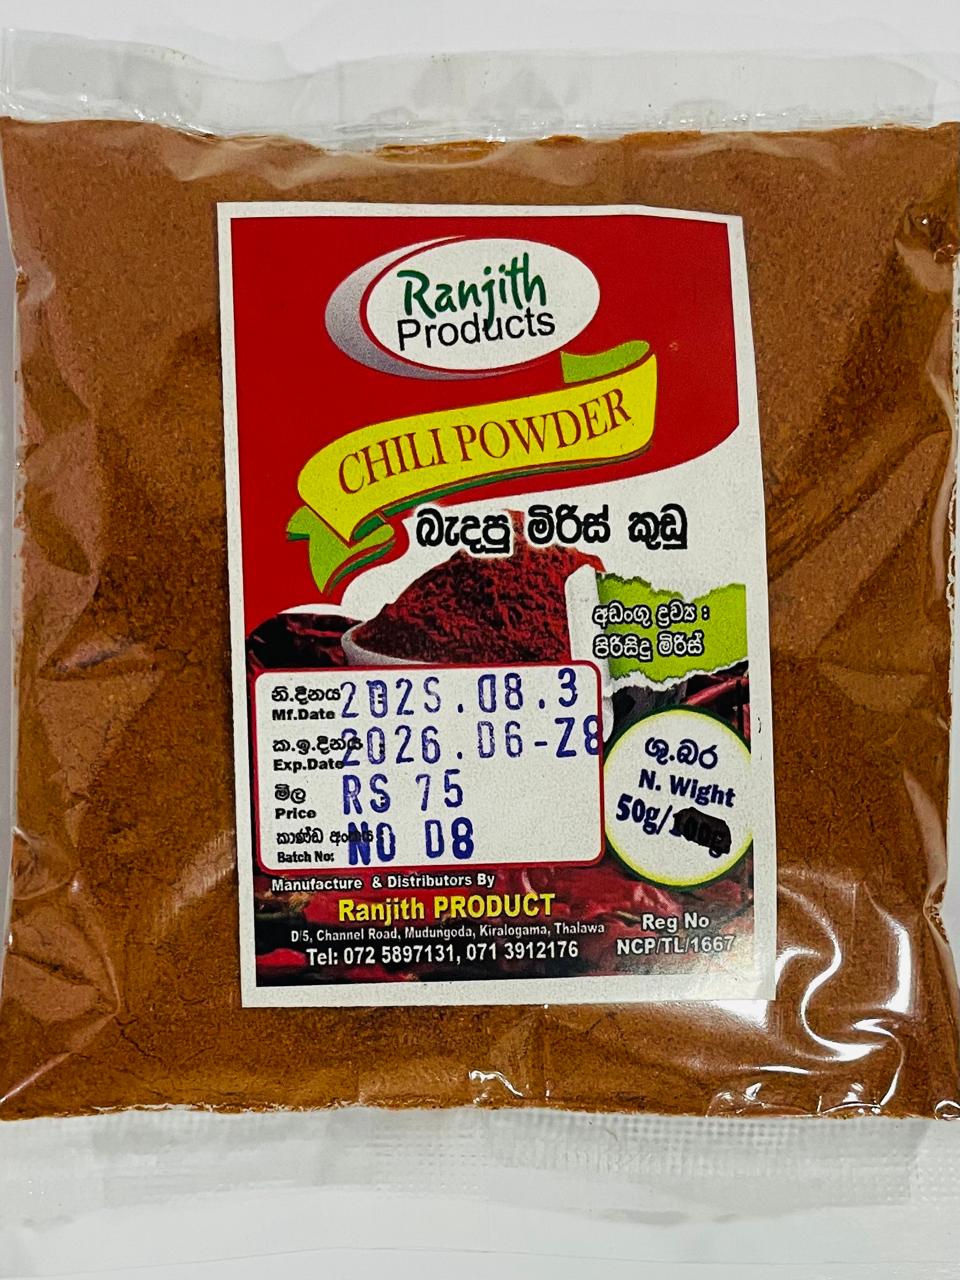 Ranjith
Products
CHILI POWDER
බැදපු මිරිස් කුඩු
අඩංගු ද්‍රව්‍ය :
පිරිසිදු මිරිස්
නි.දිනය 2025.08.3
Mf.Date
ක.ඉ.දිනය 2026.06-28
Exp.Date
මිල RS 75
Price
කාණ්ඩ අංකය NO 08
Batch No:
ශු.බර
N. Wight
50g/100g
Manufacture & Distributors By
Ranjith PRODUCT
D/5, Channel Road, Mudungoda, Kiralogama, Thalawa
Tel: 072 5897131, 071 3912176
Reg No
NCP/TL/1667